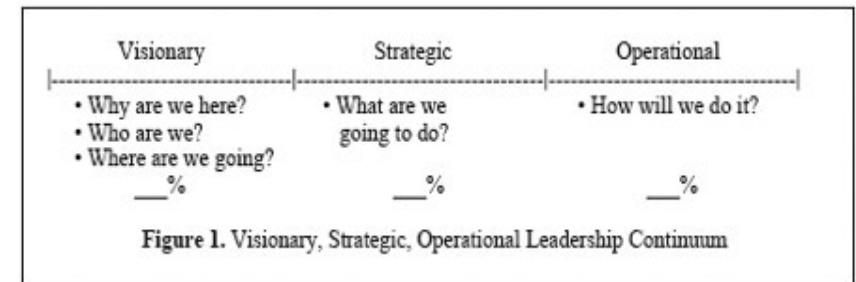 Visionary Strategic Operational
|--------------------------------------|---------------------------------------|---------------------------------------|
• Why are we here? • What are we • How will we do it?
• Who are we? going to do?
• Where are we going?
___% ___% ___%
Figure 1. Visionary, Strategic, Operational Leadership Continuum